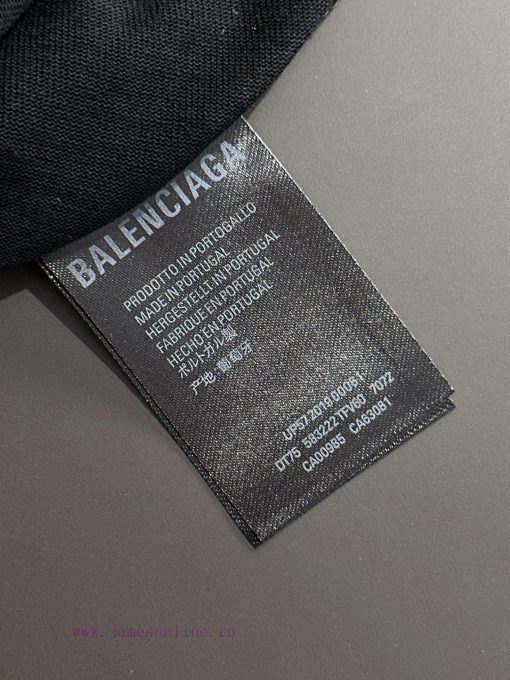 BALENCIAGA
PRODOTTO IN PORTOGALLO
MADE IN PORTUGAL
HERGESTELLT IN PORTUGAL
FABRIQUE EN PORTUGAL
HECHO EN PORTUGAL
ポルトガル製
产地:葡萄牙
UP57 2019.D0061
DT75 583222 TFV60 7072
CA00985 CA63081
www.jamesonline.ru